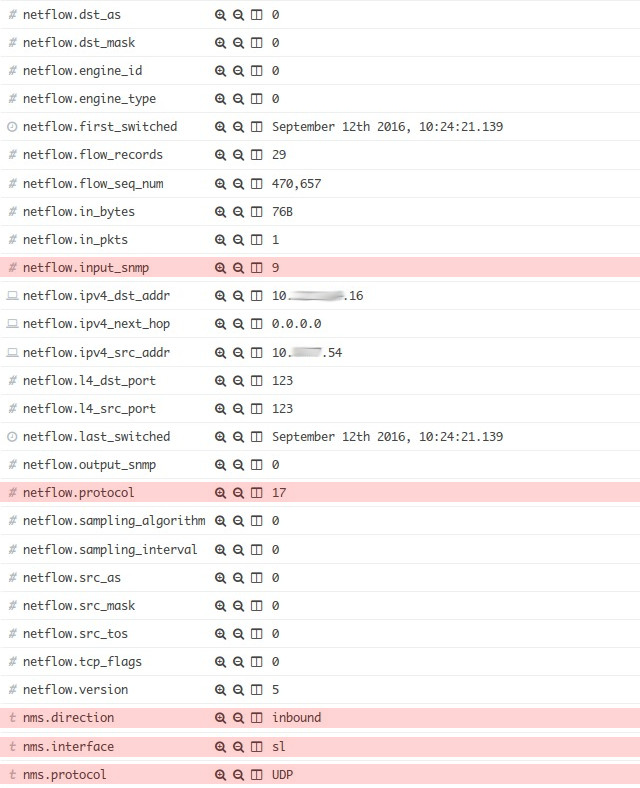 # netflow.dst_as 0
# netflow.dst_mask 0
# netflow.engine_id 0
# netflow.engine_type 0
netflow.first_switched September 12th 2016, 10:24:21.139
# netflow.flow_records 29
# netflow.flow_seq_num 470,657
# netflow.in_bytes 76B
# netflow.in_pkts 1
# netflow.input_snmp 9
netflow.ipv4_dst_addr 10. .16
netflow.ipv4_next_hop 0.0.0.0
netflow.ipv4_src_addr 10. .54
# netflow.l4_dst_port 123
# netflow.l4_src_port 123
netflow.last_switched September 12th 2016, 10:24:21.139
# netflow.output_snmp 0
# netflow.protocol 17
# netflow.sampling_algorithm 0
# netflow.sampling_interval 0
# netflow.src_as 0
# netflow.src_mask 0
# netflow.src_tos 0
# netflow.tcp_flags 0
# netflow.version 5
t nms.direction inbound
t nms.interface sl
t nms.protocol UDP